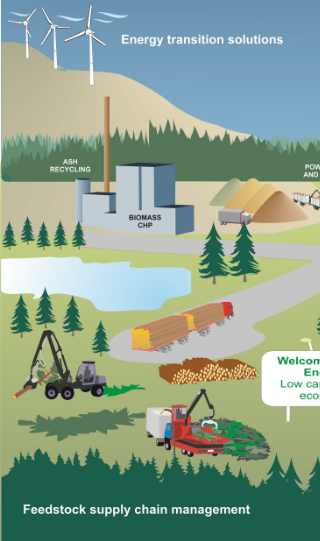 Energy transition solutions
ASH
RECYCLING
POW
AND
BIOMASS
CHP
Welcom
En
Low ca
eco
Feedstock supply chain management